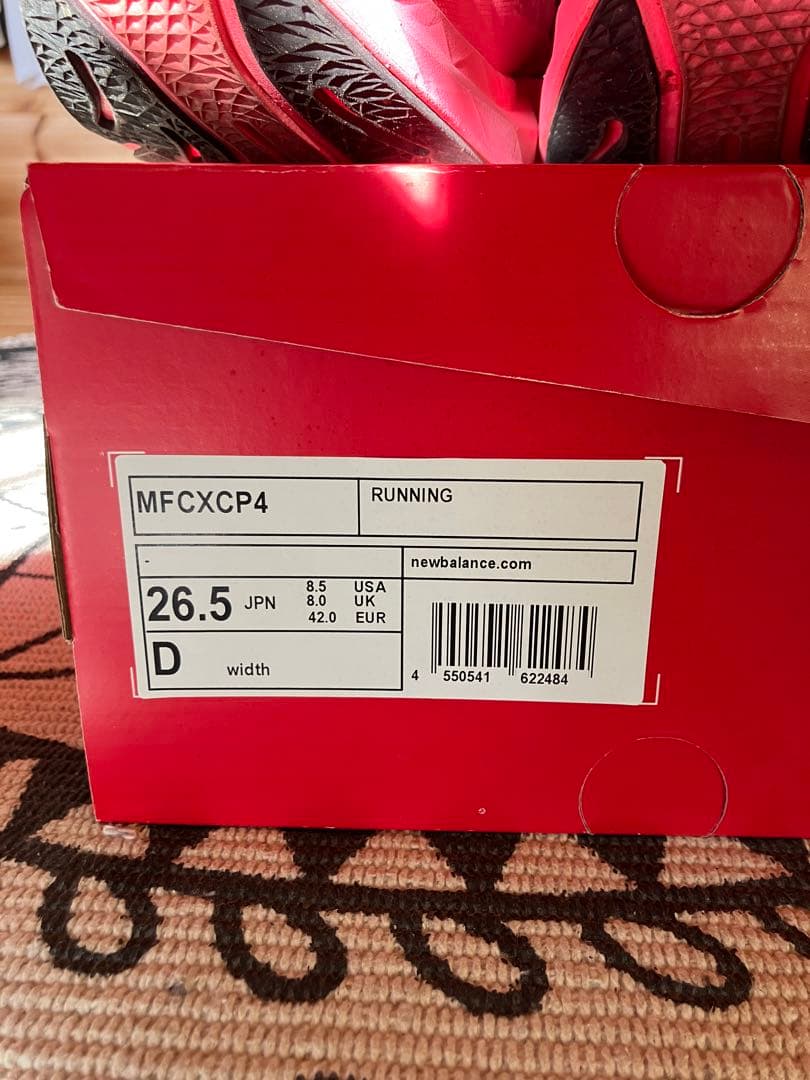 MFCXCP4
RUNNING
-
newbalance.com
26.5 JPN
8.5 USA
8.0 UK
42.0 EUR
D width
4 550541 622484